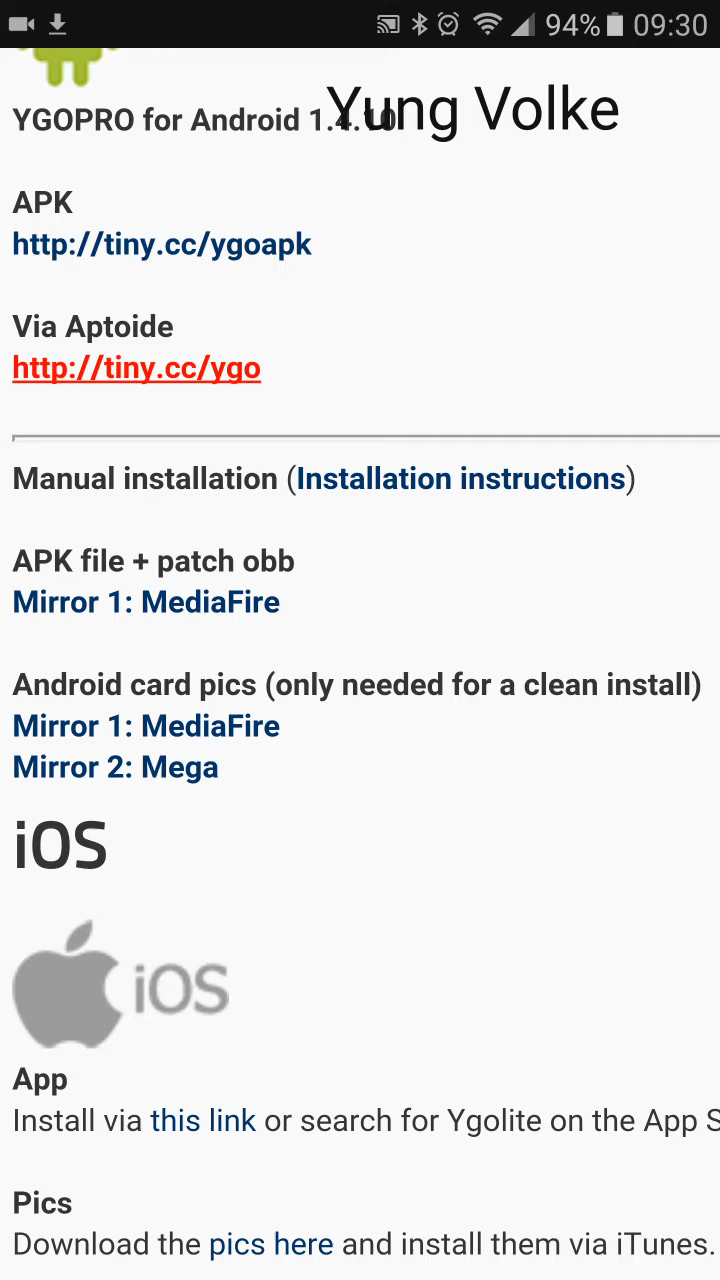 94% 09:30
YGOPRO for Android 1.4.10
Yung Volke
APK
http://tiny.cc/ygoapk
Via Aptoide
http://tiny.cc/ygo
Manual installation (Installation instructions)
APK file + patch obb
Mirror 1: MediaFire
Android card pics (only needed for a clean install)
Mirror 1: MediaFire
Mirror 2: Mega
iOS
iOS
App
Install via this link or search for Ygolite on the App S
Pics
Download the pics here and install them via iTunes.